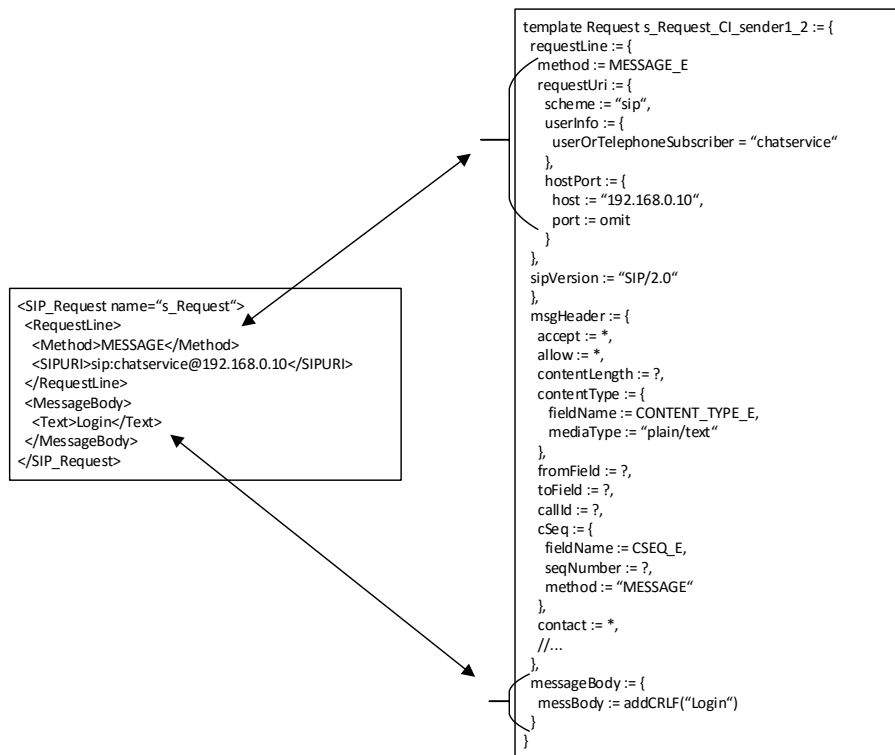 <SIP_Request name=“s_Request“>
<RequestLine>
<Method>MESSAGE</Method>
<SIPURI>sip:chatservice@192.168.0.10</SIPURI>
</RequestLine>
<MessageBody>
<Text>Login</Text>
</MessageBody>
</SIP_Request>
template Request s_Request_CI_sender1_2 := {
requestLine := {
method := MESSAGE_E
requestUri := {
scheme := “sip“,
userInfo := {
userOrTelephoneSubscriber = “chatservice“
},
hostPort := {
host := “192.168.0.10“,
port := omit
}
},
sipVersion := “SIP/2.0“
},
msgHeader := {
accept := *,
allow := *,
contentLength := ?,
contentType := {
fieldName := CONTENT_TYPE_E,
mediaType := “plain/text“
},
fromField := ?,
toField := ?,
callId := ?,
cSeq := {
fieldName := CSEQ_E,
seqNumber := ?,
method := “MESSAGE“
},
contact := *,
//...
},
messageBody := {
messBody := addCRLF(“Login“)
}
}